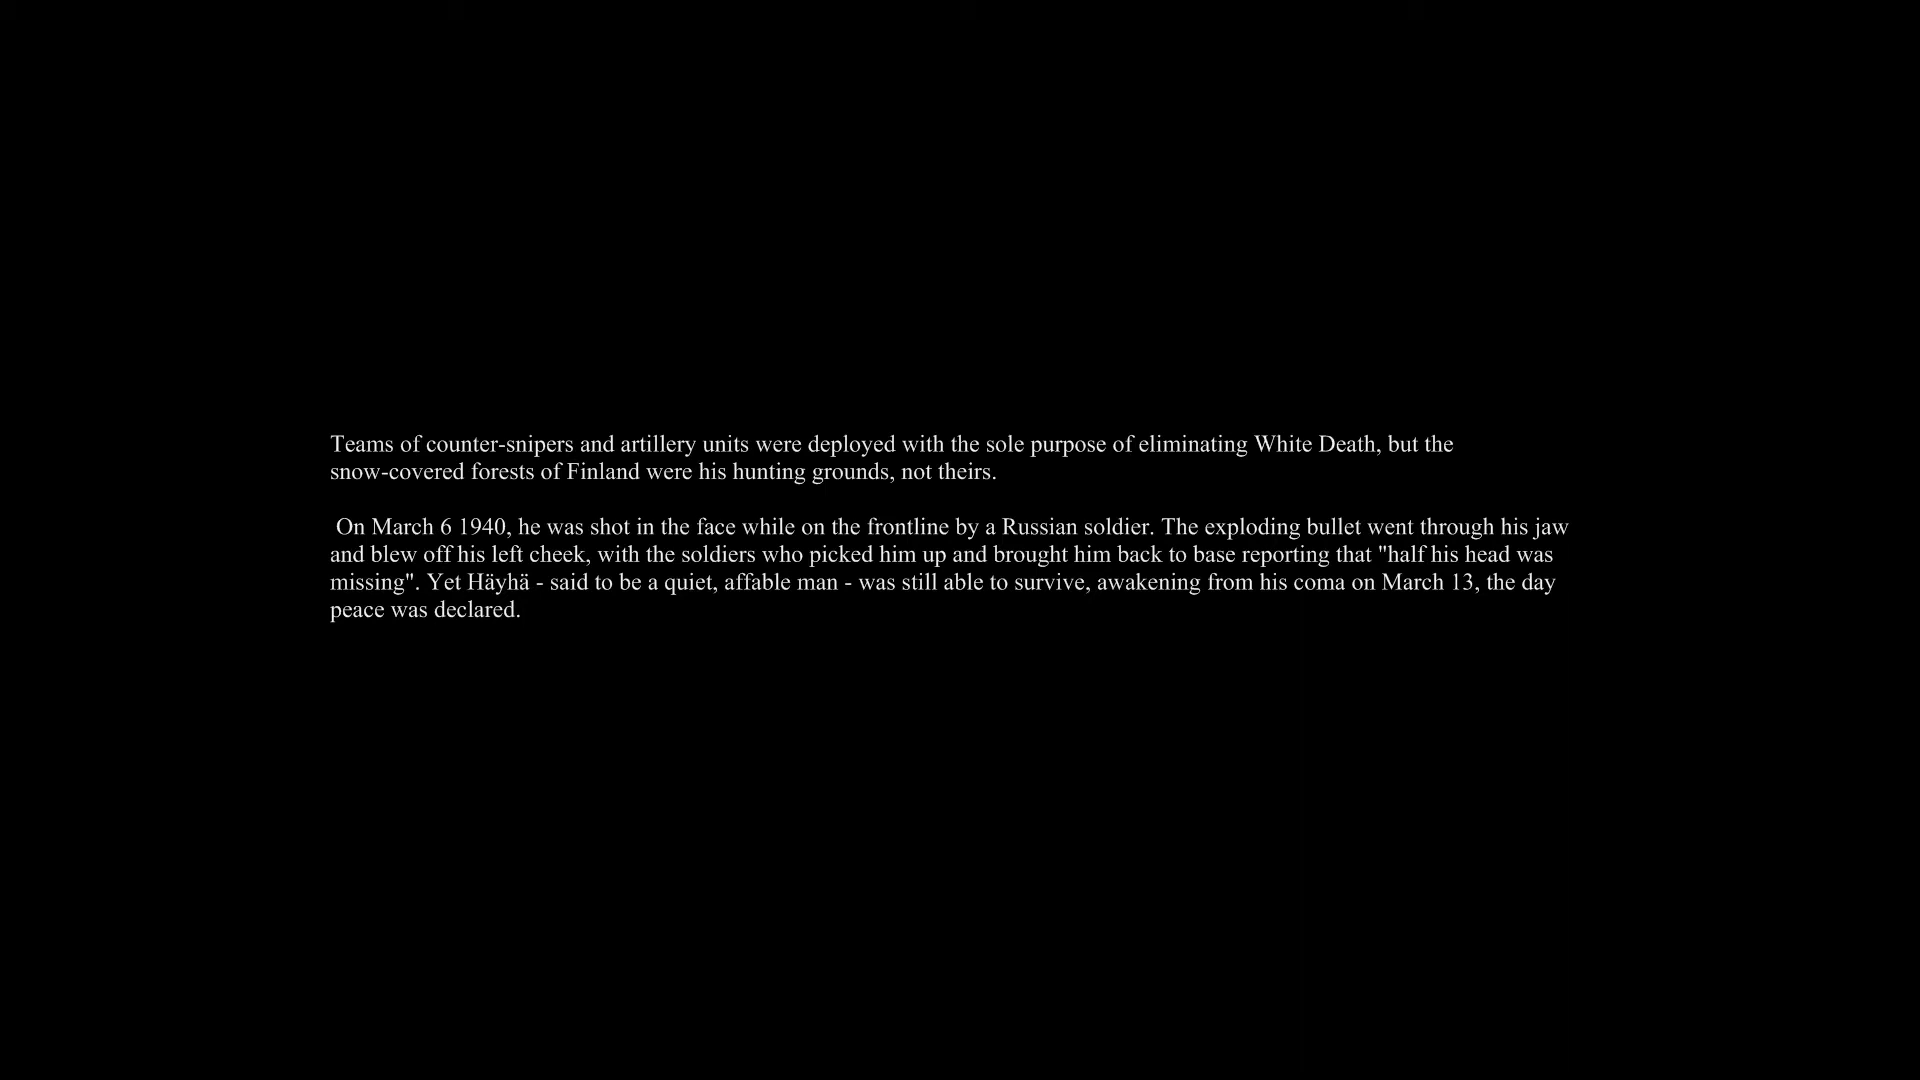 Teams of counter-snipers and artillery units were deployed with the sole purpose of eliminating White Death, but the
snow-covered forests of Finland were his hunting grounds, not theirs.
On March 6 1940, he was shot in the face while on the frontline by a Russian soldier. The exploding bullet went through his jaw
and blew off his left cheek, with the soldiers who picked him up and brought him back to base reporting that "half his head was
missing". Yet Häyhä - said to be a quiet, affable man - was still able to survive, awakening from his coma on March 13, the day
peace was declared.